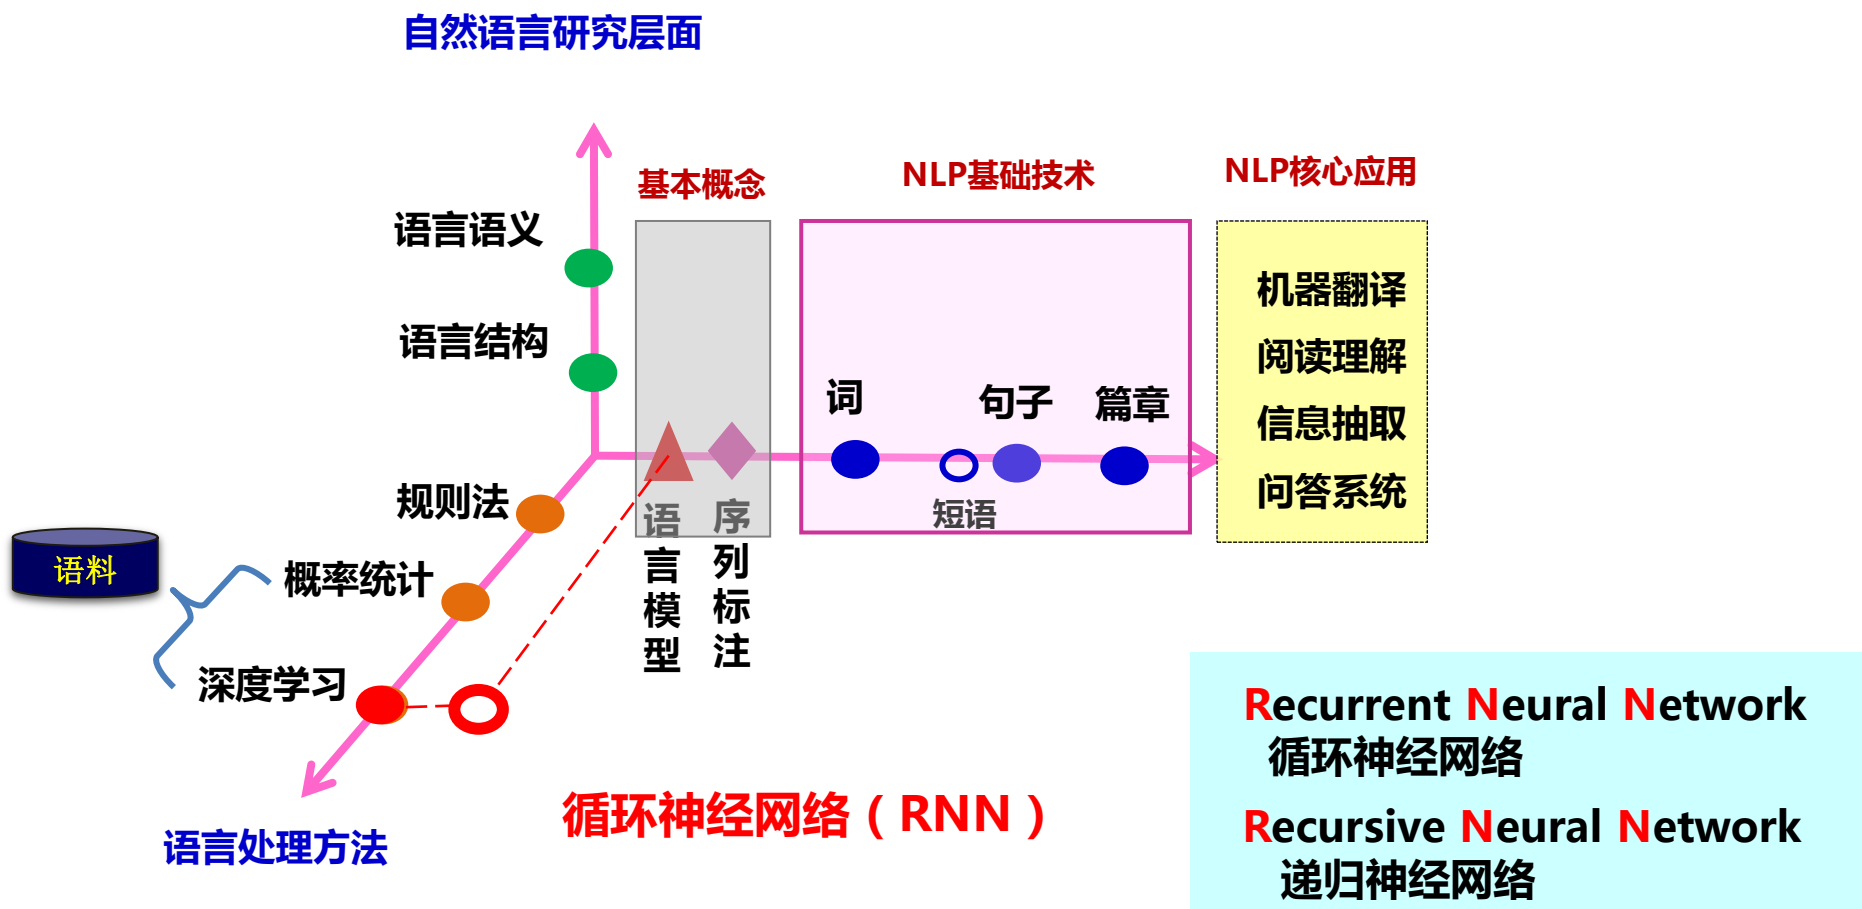 自然语言研究层面
基本概念
NLP基础技术
NLP核心应用
语言语义
语言结构
机器翻译
阅读理解
信息抽取
问答系统
词
句子
篇章
短语
规则法
概率统计
深度学习
语料
语言模型
序列标注
语言处理方法
循环神经网络（RNN）
Recurrent Neural Network
循环神经网络
Recursive Neural Network
递归神经网络